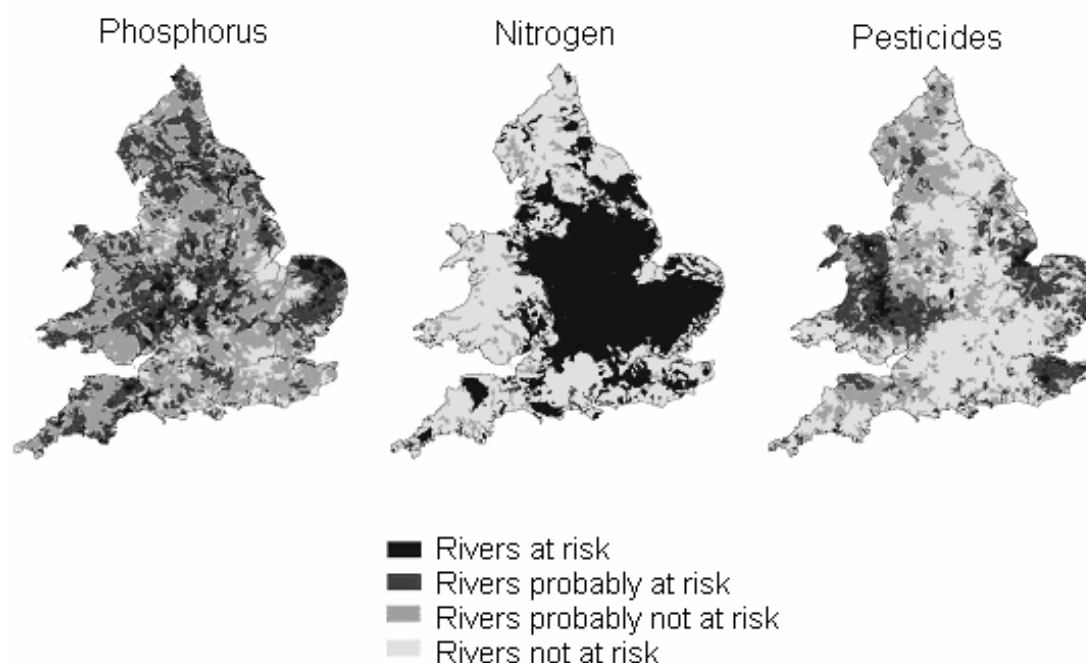 Phosphorus
Nitrogen
Pesticides
Rivers at risk
Rivers probably at risk
Rivers probably not at risk
Rivers not at risk